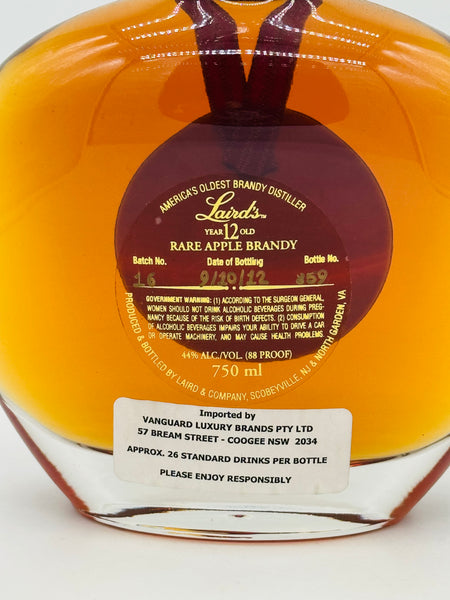 AMERICA'S OLDEST BRANDY DISTILLER
Laird's™
YEAR 12 OLD
RARE APPLE BRANDY
Batch No. Date of Bottling Bottle No.
16 9/10/12 859
GOVERNMENT WARNING: (1) ACCORDING TO THE SURGEON GENERAL
WOMEN SHOULD NOT DRINK ALCOHOLIC BEVERAGES DURING PREG-
NANCY BECAUSE OF THE RISK OF BIRTH DEFECTS. (2) CONSUMPTION
OF ALCOHOLIC BEVERAGES IMPAIRS YOUR ABILITY TO DRIVE A CAR
OR OPERATE MACHINERY, AND MAY CAUSE HEALTH PROBLEMS.
44% ALC/VOL. (88 PROOF)
750 ml
PRODUCED & BOTTLED BY LAIRD & COMPANY, SCOBEYVILLE, NJ & NORTH GARDEN, VA
Imported by
VANGUARD LUXURY BRANDS PTY LTD
57 BREAM STREET - COOGEE NSW 2034
APPROX. 26 STANDARD DRINKS PER BOTTLE
PLEASE ENJOY RESPONSIBLY